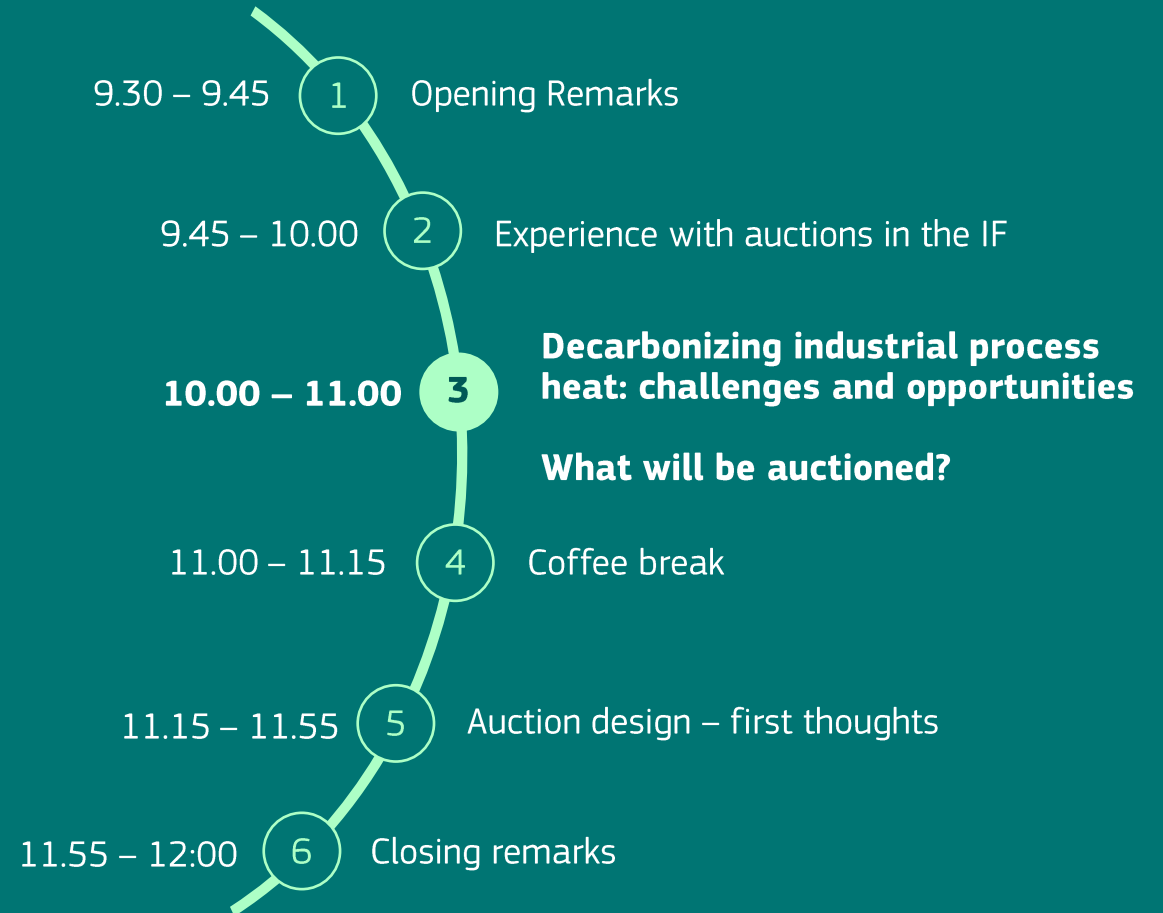 9.30 – 9.45 1 Opening Remarks
9.45 – 10.00 2 Experience with auctions in the IF
10.00 – 11.00 3 Decarbonizing industrial process
heat: challenges and opportunities
What will be auctioned?
11.00 – 11.15 4 Coffee break
11.15 – 11.55 5 Auction design – first thoughts
11.55 – 12:00 6 Closing remarks